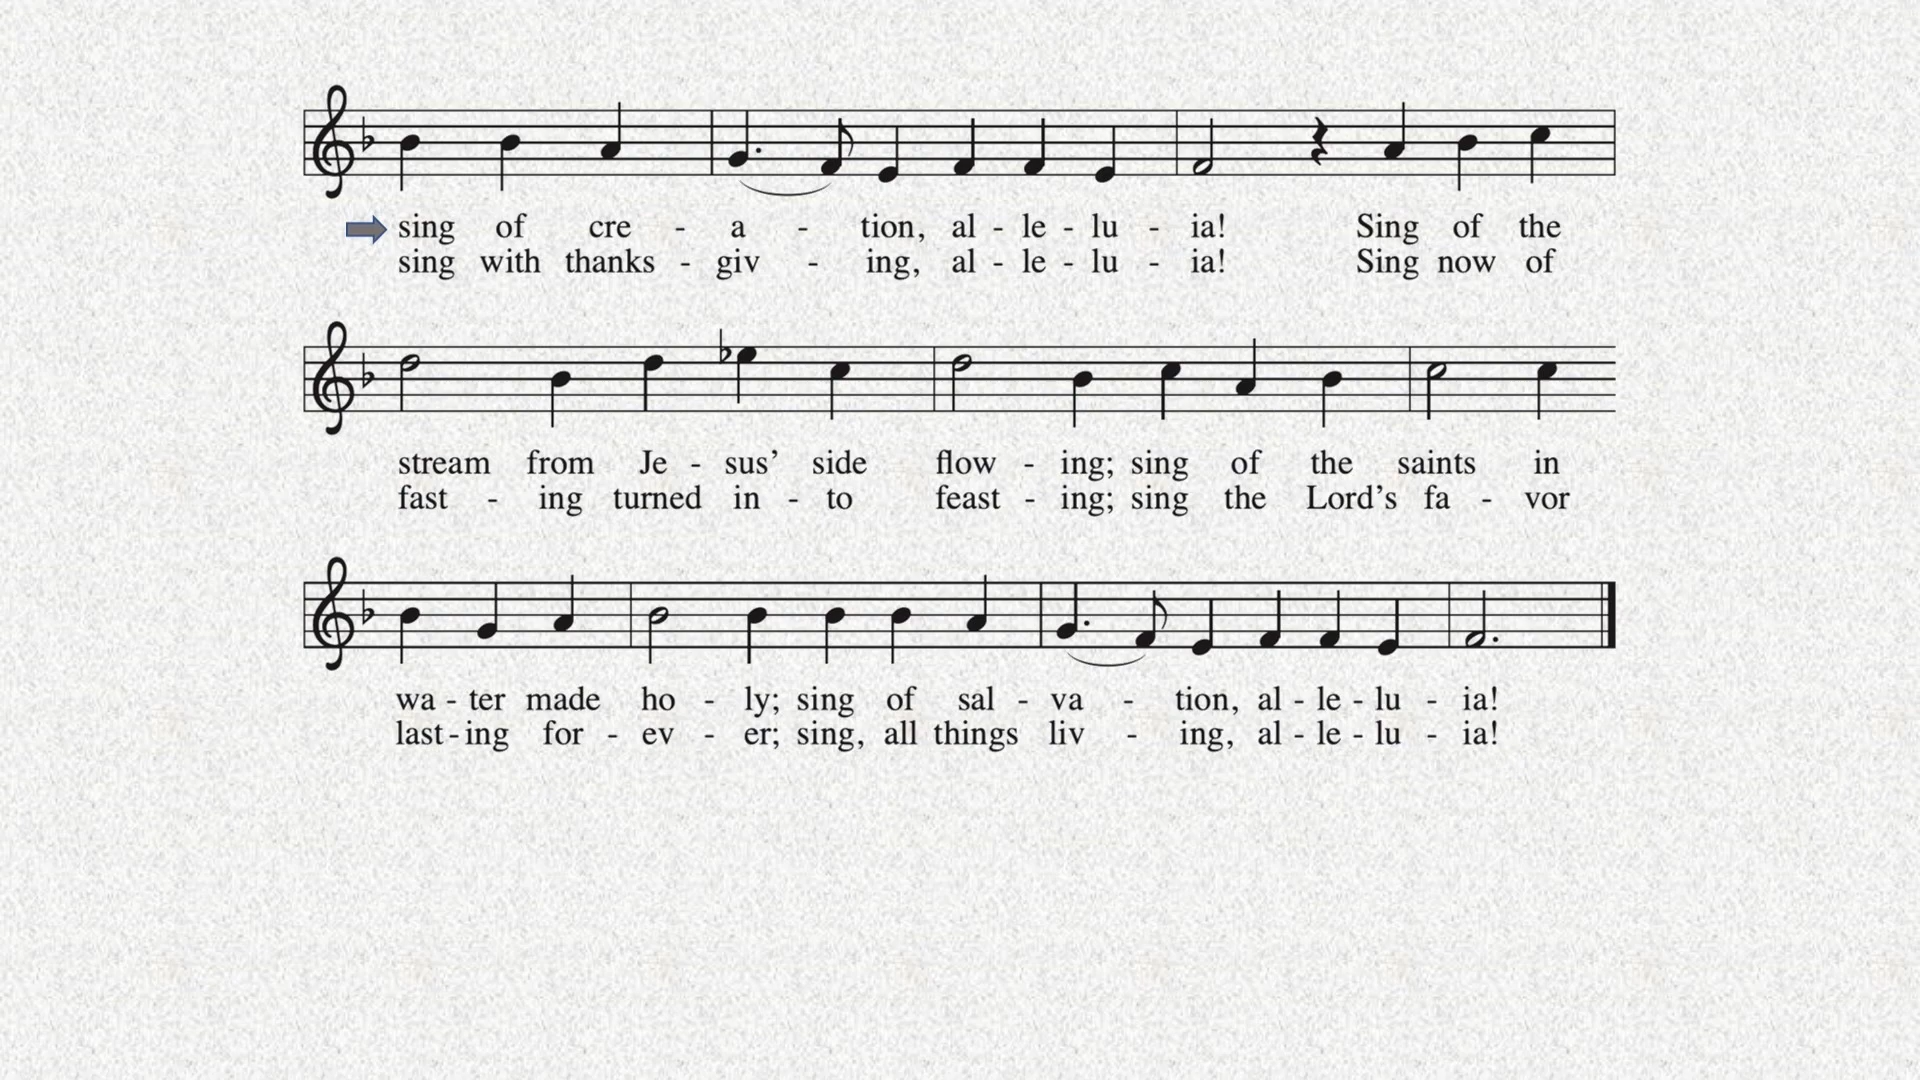 sing of cre - a - tion, al - le - lu - ia! Sing of the
sing with thanks - giv - ing, al - le - lu - ia! Sing now of
stream from Je - sus’ side flow - ing; sing of the saints in
fast - ing turned in - to feast - ing; sing the Lord’s fa - vor
wa - ter made ho - ly; sing of sal - va - tion, al - le - lu - ia!
last - ing for - ev - er; sing, all things liv - ing, al - le - lu - ia!